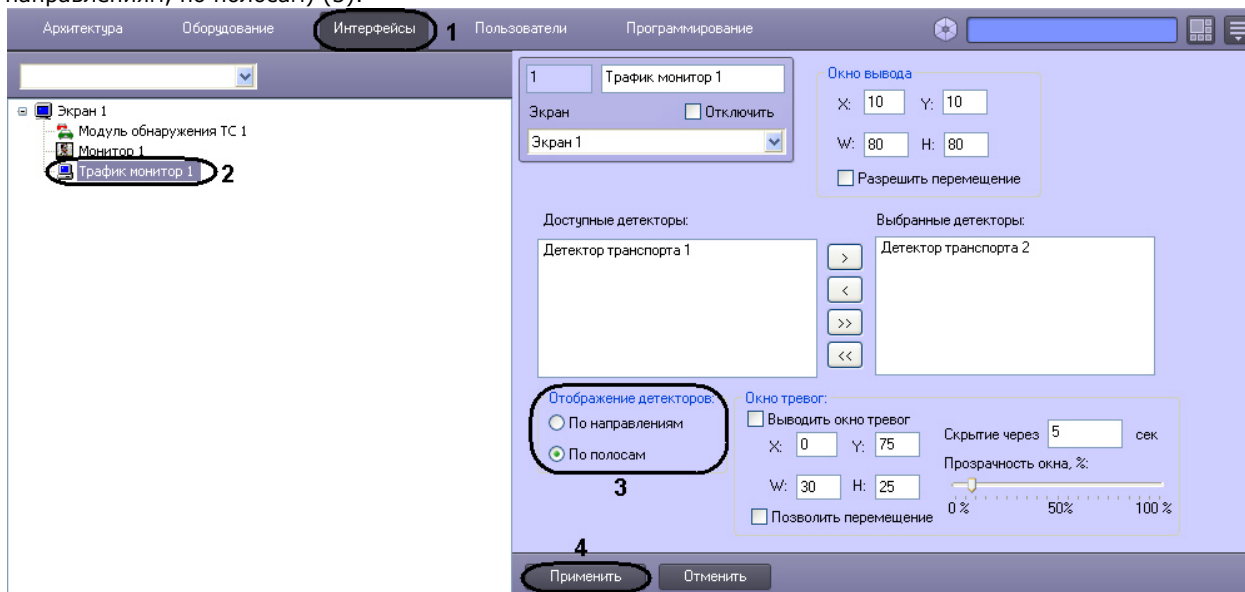 направлениям, по полосам) (3).
Архитектура Оборудование Интерфейсы 1 Пользователи Программирование
1 Трафик монитор 1
Экран Отключить
Экран 1
Окно вывода
X: 10 Y: 10
W: 80 H: 80
Разрешить перемещение
Экран 1
Модуль обнаружения ТС 1
Монитор 1
Трафик монитор 1 2
Доступные детекторы: Выбранные детекторы:
Детектор транспорта 1 > Детектор транспорта 2
<
>>
<<
Отображение детекторов:
По направлениям
По полосам
3
Окно тревог:
Выводить окно тревог
X: 0 Y: 75
W: 30 H: 25
Позволить перемещение
Скрытие через 5 сек
Прозрачность окна, %:
0 % 50% 100 %
4
Применить Отменить